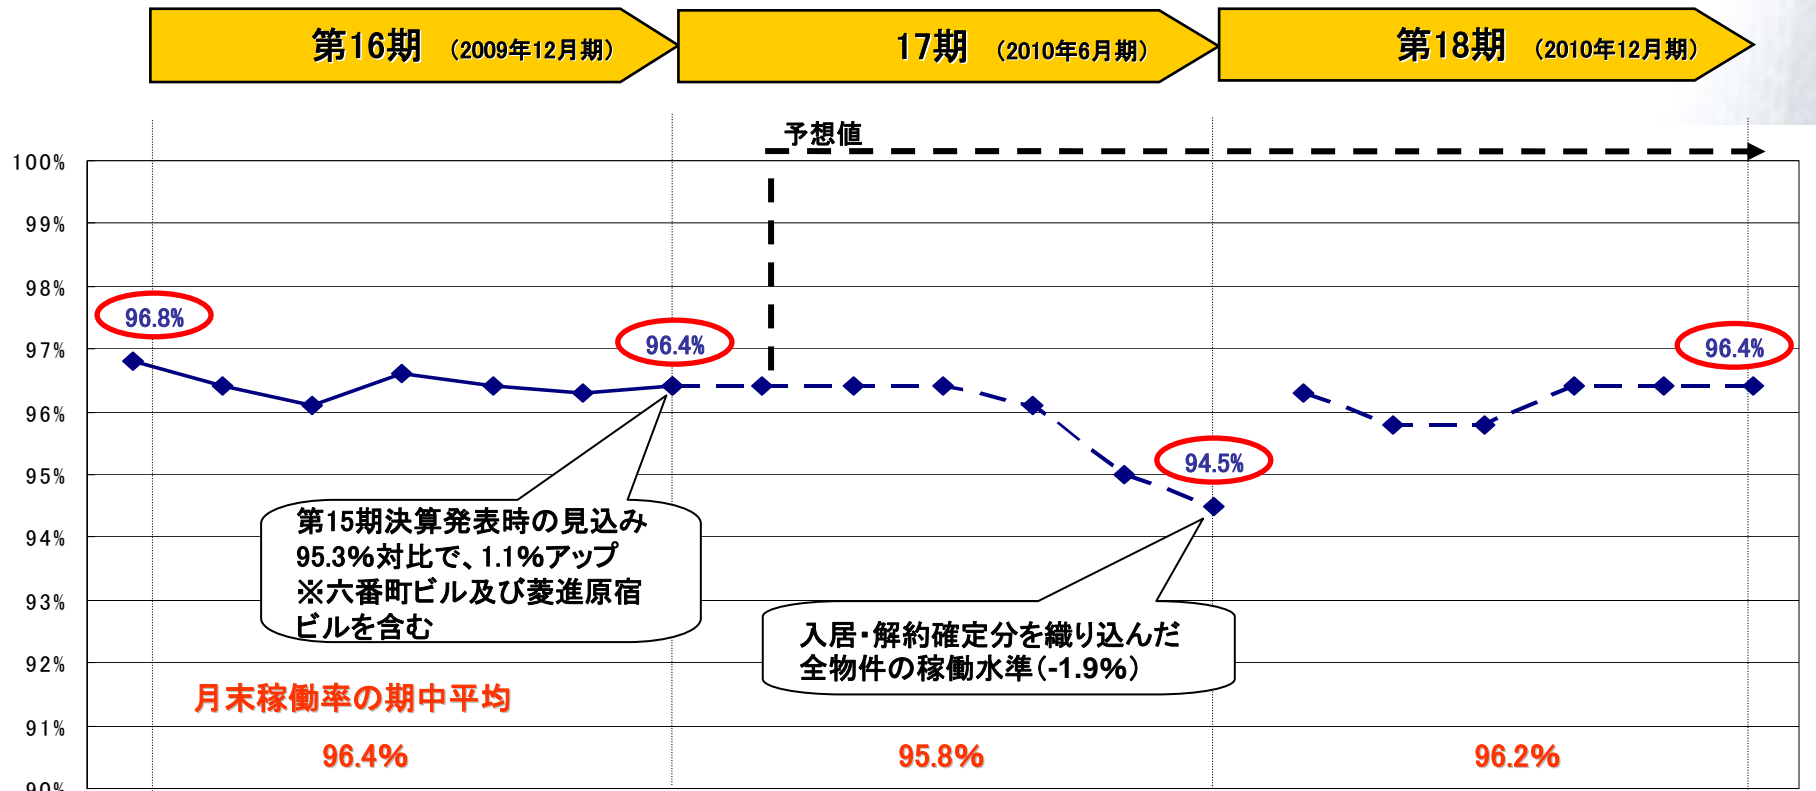 第16期 （2009年12月期）
17期 （2010年6月期）
第18期 （2010年12月期）
予想値
100%
99%
98%
97%
96%
95%
94%
93%
92%
91%
90%
96.8%
96.4%
94.5%
96.4%
第15期決算発表時の見込み
95.3%対比で、1.1%アップ
※六番町ビル及び菱進原宿
ビルを含む
入居・解約確定分を織り込んだ
全物件の稼働水準（-1.9%）
月末稼働率の期中平均
96.4%
95.8%
96.2%